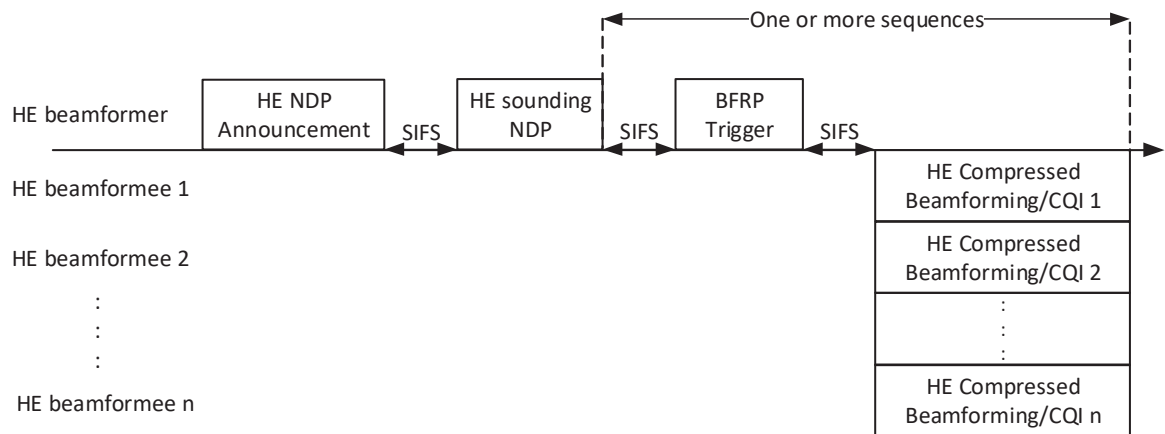 One or more sequences
HE beamformer
HE NDP
Announcement
SIFS
HE sounding
NDP
SIFS
BFRP
Trigger
SIFS
HE beamformee 1
HE Compressed
Beamforming/CQI 1
HE beamformee 2
HE Compressed
Beamforming/CQI 2
:
:
:
:
:
:
HE beamformee n
HE Compressed
Beamforming/CQI n